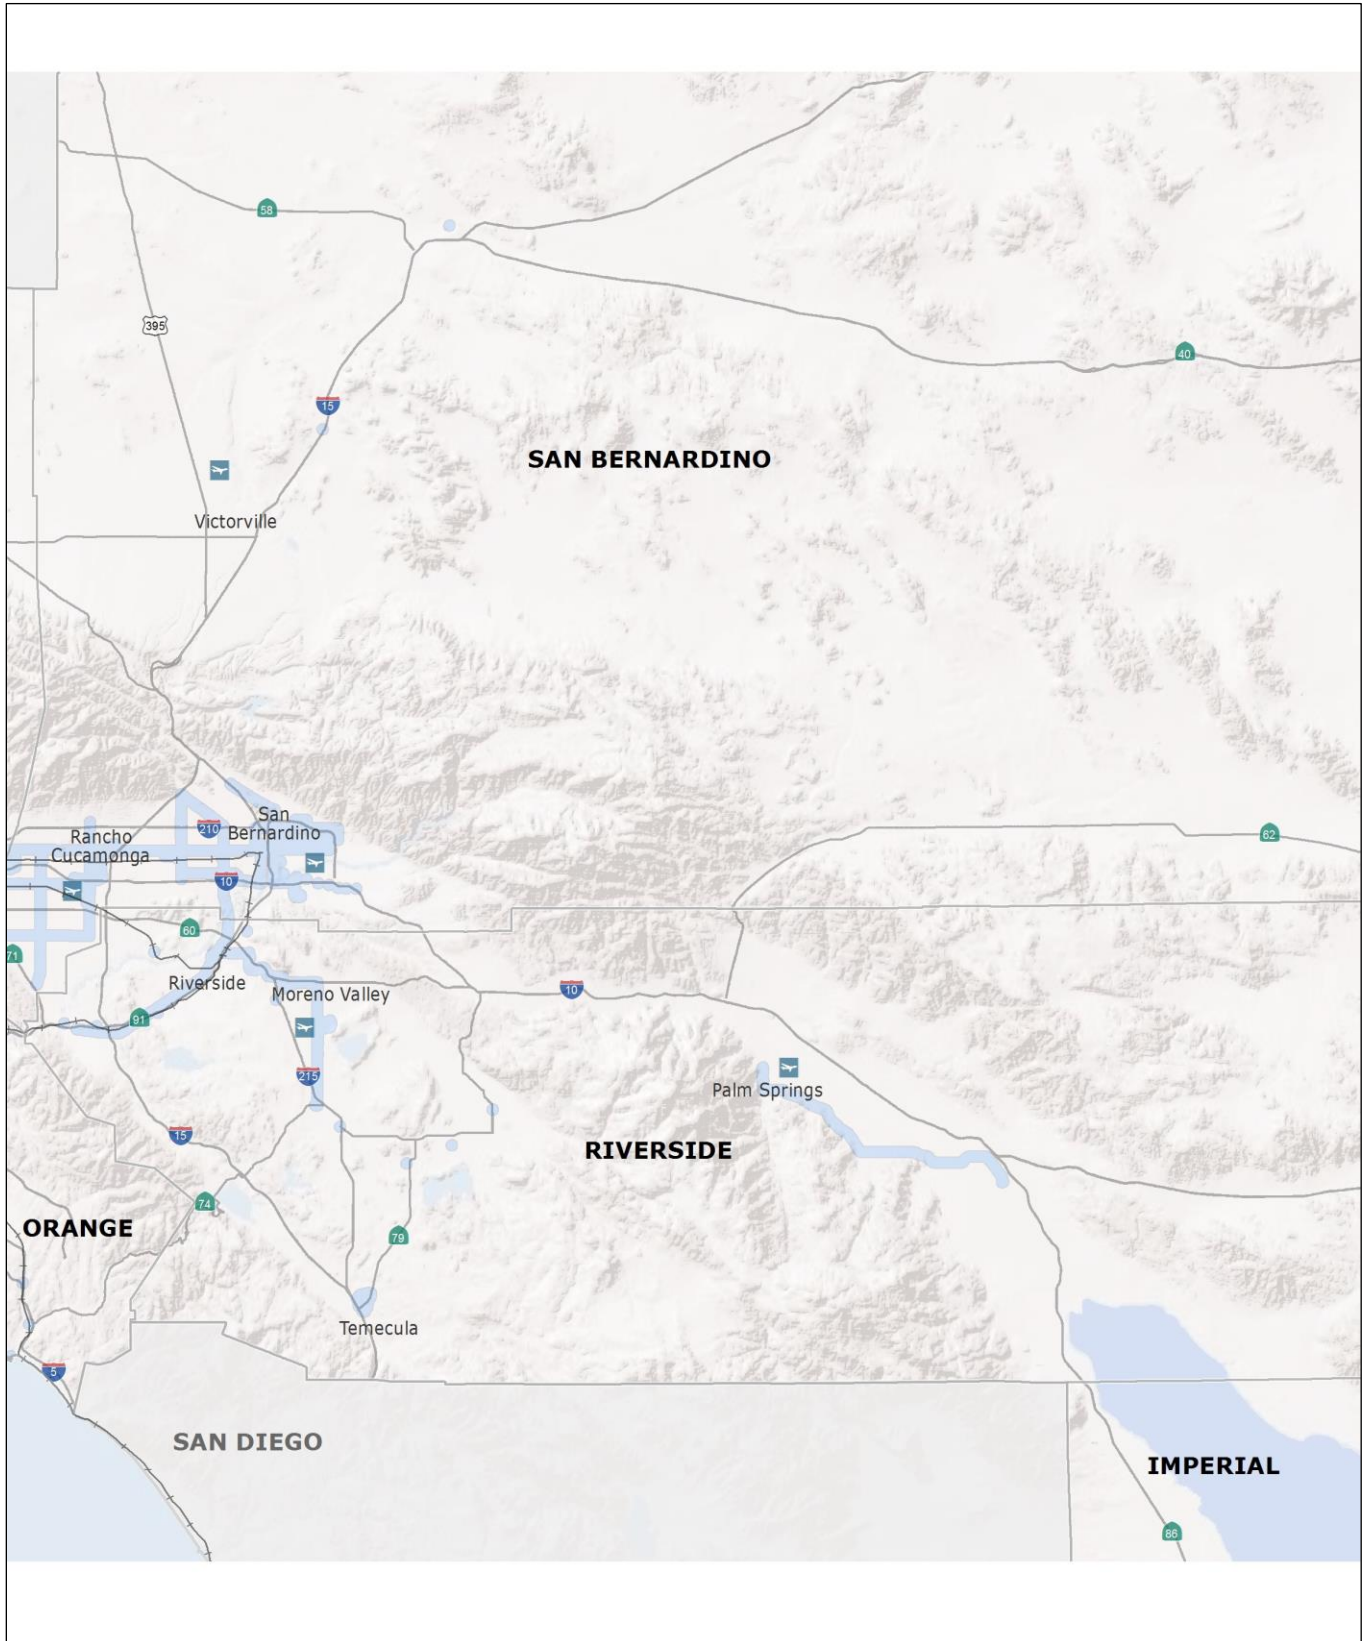 58
395
40
15
SAN BERNARDINO
Victorville
San
Bernardino
210
Rancho
Cucamonga
62
10
60
71
Riverside
Moreno Valley
10
91
215
Palm Springs
15
RIVERSIDE
74
ORANGE
79
Temecula
5
SAN DIEGO
IMPERIAL
86